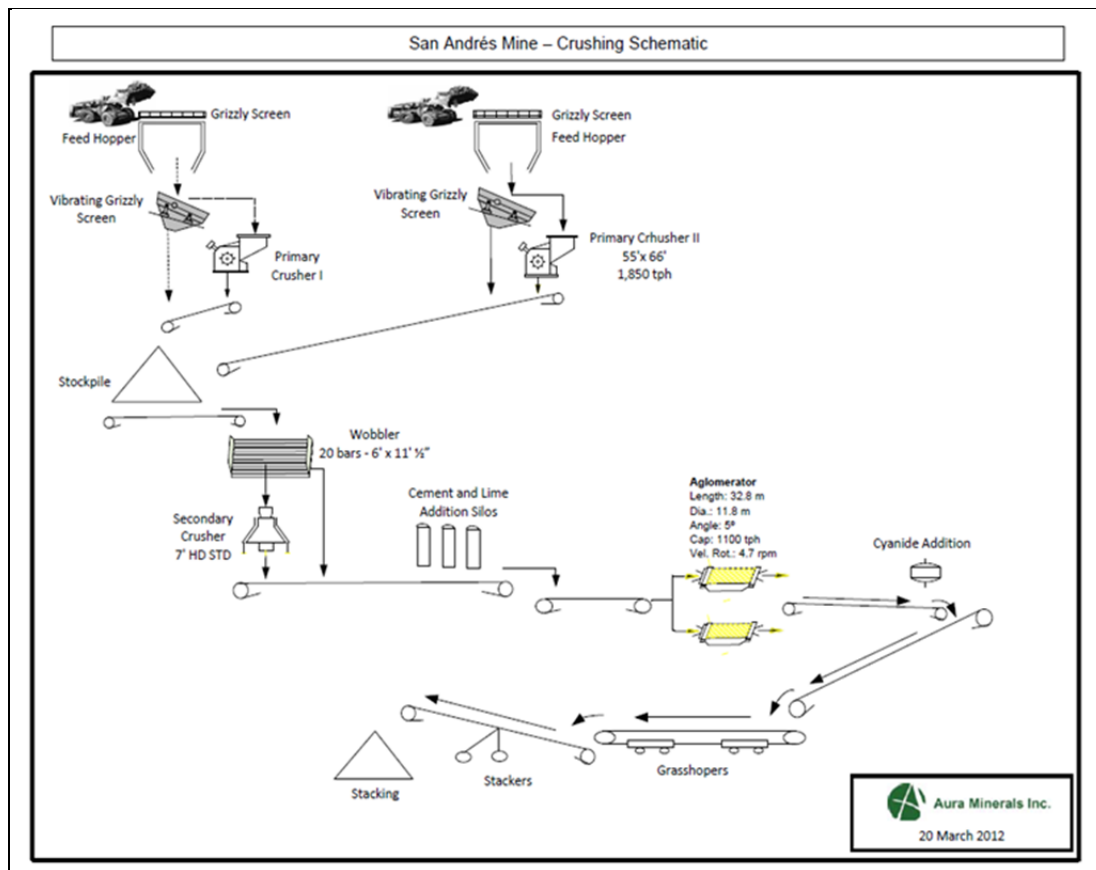 San Andrés Mine – Crushing Schematic
Grizzly Screen
Feed Hopper
Grizzly Screen
Feed Hopper
Vibrating Grizzly
Screen
Primary
Crusher I
Vibrating Grizzly
Screen
Primary Crhusher II
55'x 66'
1,850 tph
Stockpile
Wobbler
20 bars - 6' x 11' ½"
Secondary
Crusher
7' HD STD
Cement and Lime
Addition Silos
Aglomerator
Length: 32.8 m
Dia.: 11.8 m
Angle: 5º
Cap: 1100 tph
Vel. Rot.: 4.7 rpm
Cyanide Addition
Stacking
Stackers
Grasshopers
Aura Minerals Inc.
20 March 2012